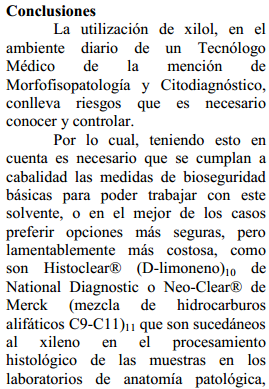 Conclusiones
La utilización de xilol, en el
ambiente diario de un Tecnólogo
Médico de la mención de
Morfofisopatología y Citodiagnóstico,
conlleva riesgos que es necesario
conocer y controlar.
Por lo cual, teniendo esto en
cuenta es necesario que se cumplan a
cabalidad las medidas de bioseguridad
básicas para poder trabajar con este
solvente, o en el mejor de los casos
preferir opciones más seguras, pero
lamentablemente más costosa, como
son Histoclear® (D-limoneno)10 de
National Diagnostic o Neo-Clear® de
Merck (mezcla de hidrocarburos
alifáticos C9-C11)11 que son sucedáneos
al xileno en el procesamiento
histológico de las muestras en los
laboratorios de anatomía patológica,